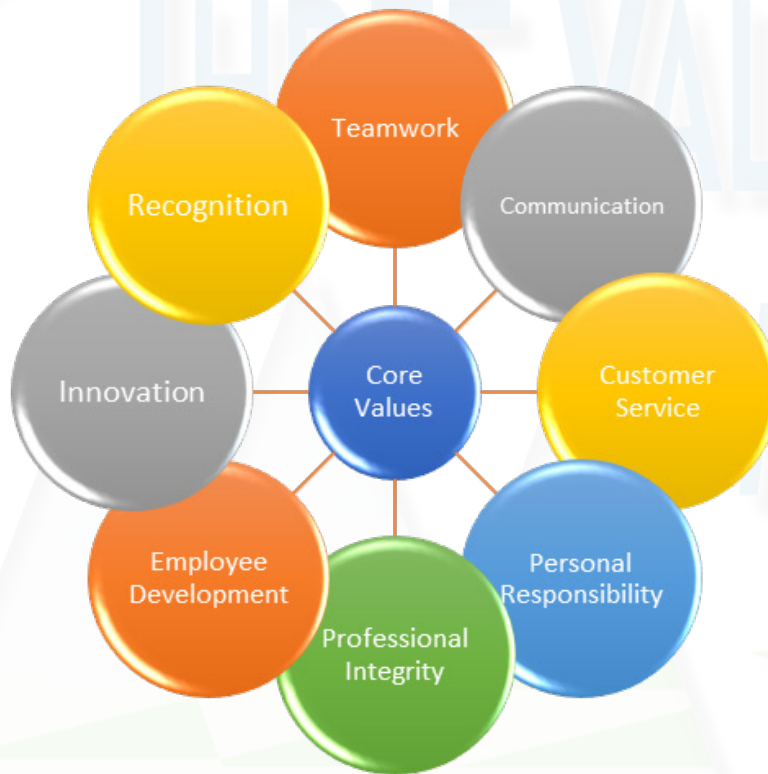 Teamwork
Communication
Customer
Service
Personal
Responsibility
Professional
Integrity
Employee
Development
Innovation
Recognition
Core
Values